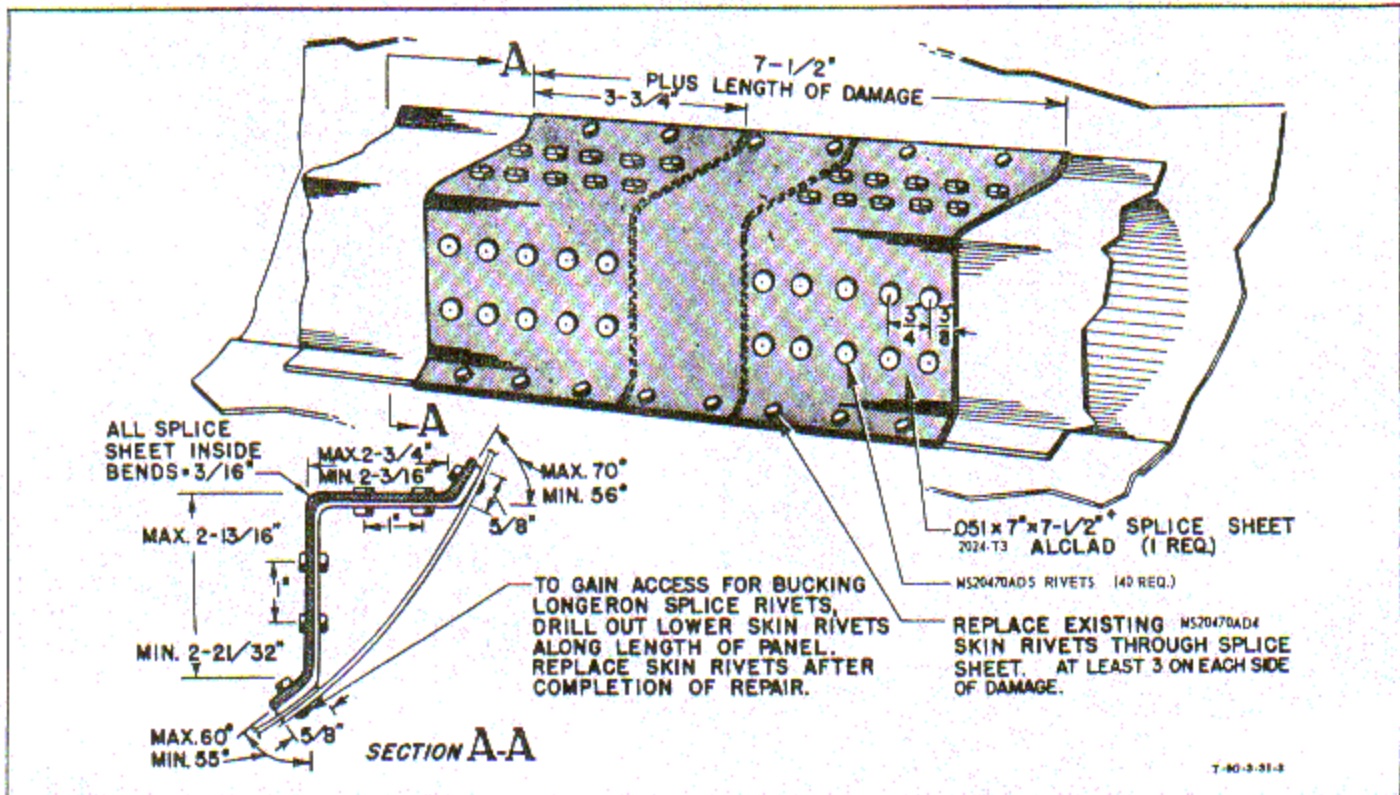 A
7-1/2"
PLUS LENGTH OF DAMAGE
3-3/4"
3
4
3
8
A
ALL SPLICE
SHEET INSIDE
BENDS = 3/16"
MAX. 2-3/4"
MIN. 2-3/16"
MAX. 70°
MIN. 56°
5/8"
1"
MAX. 2-13/16"
1"
MIN. 2-21/32"
MAX. 60°
MIN. 55°
5/8"
SECTION A-A
TO GAIN ACCESS FOR BUCKING
LONGERON SPLICE RIVETS,
DRILL OUT LOWER SKIN RIVETS
ALONG LENGTH OF PANEL.
REPLACE SKIN RIVETS AFTER
COMPLETION OF REPAIR.
.051 x 7" x 7-1/2"+ SPLICE SHEET
2024-T3 ALCLAD (1 REQ.)
MS20470AD5 RIVETS (40 REQ.)
REPLACE EXISTING MS20470AD4
SKIN RIVETS THROUGH SPLICE
SHEET. AT LEAST 3 ON EACH SIDE
OF DAMAGE.